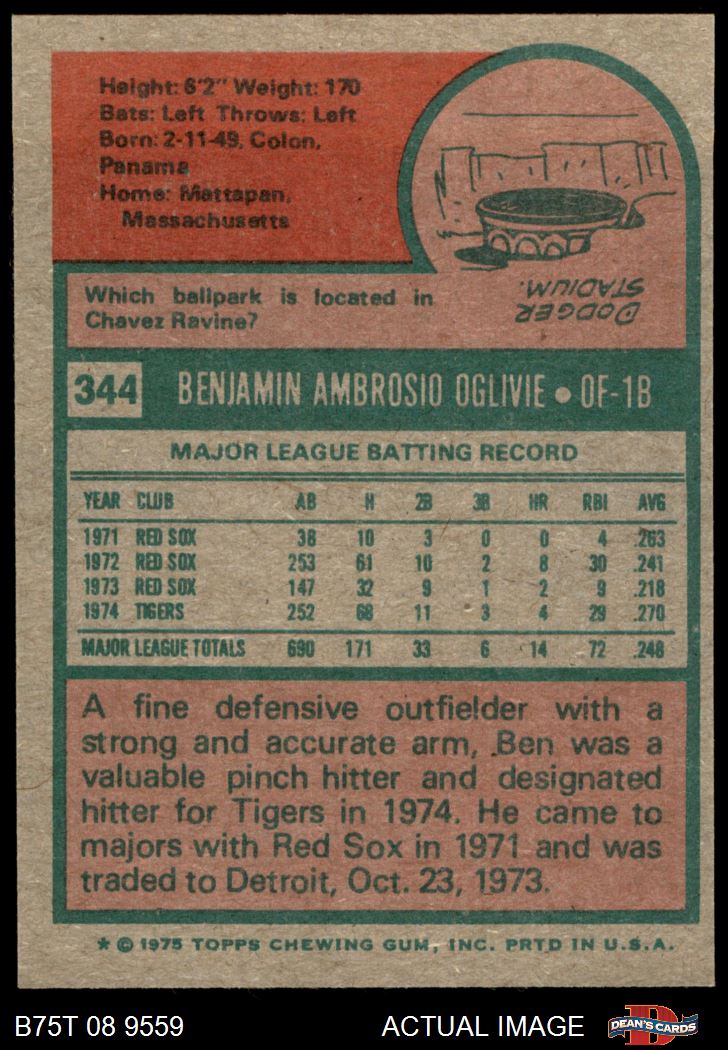 Height: 6'2" Weight: 170
Bats: Left Throws: Left
Born: 2-11-49, Colon,
Panama
Home: Mattapan,
Massachusetts
Which ballpark is located in
Chavez Ravine?
DODGER
STADIUM.
344 BENJAMIN AMBROSIO OGLIVIE • OF-1B
MAJOR LEAGUE BATTING RECORD
YEAR CLUB AB H 2B 3B HR RBI AVG
1971 RED SOX 38 10 3 0 0 4 .263
1972 RED SOX 253 61 10 2 8 30 .241
1973 RED SOX 147 32 9 1 2 9 .218
1974 TIGERS 252 68 11 3 4 29 .270
MAJOR LEAGUE TOTALS 690 171 33 6 14 72 .248
A fine defensive outfielder with a
strong and accurate arm, Ben was a
valuable pinch hitter and designated
hitter for Tigers in 1974. He came to
majors with Red Sox in 1971 and was
traded to Detroit, Oct. 23, 1973.
* © 1975 TOPPS CHEWING GUM, INC. PRTD IN U.S.A.
B75T 08 9559 ACTUAL IMAGE D DEAN'S CARDS